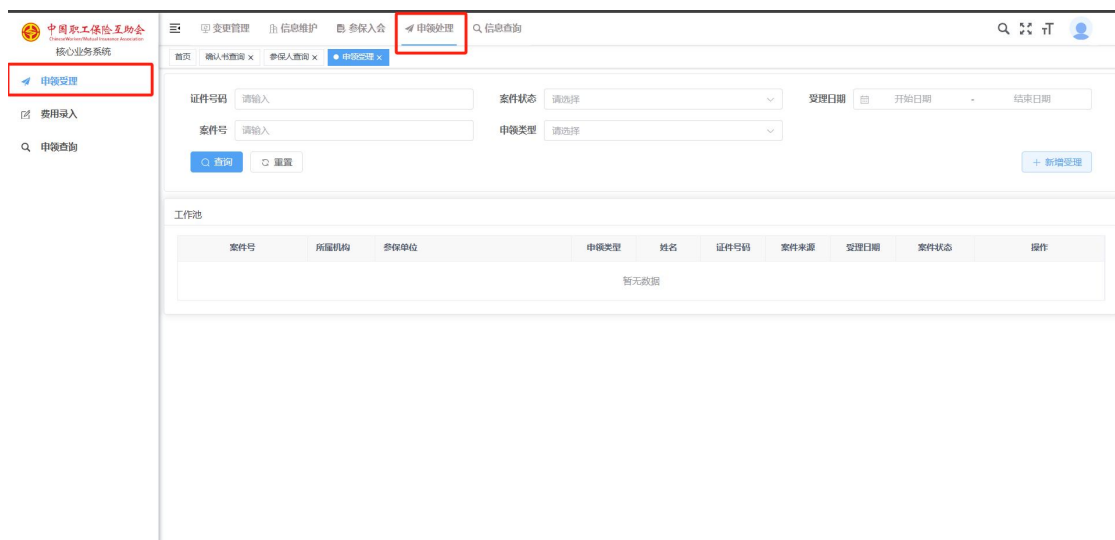 中国职工保险互助会
核心业务系统
变更管理 信息维护 参保入会 申领处理 信息查询
首页 确认书查询 x 参保人查询 x 申领受理 x
申领受理
费用录入
申领查询
证件号码 请输入 案件状态 请选择 受理日期 开始日期 - 结束日期
案件号 请输入 申领类型 请选择
查询 重置 + 新增受理
工作池
案件号 所属机构 参保单位 申领类型 姓名 证件号码 案件来源 受理日期 案件状态 操作
暂无数据